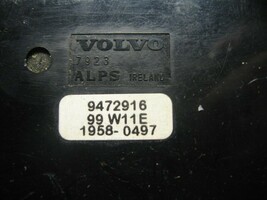 VOLVO
7923
ALPS IRELAND
9472916
99 W11E
1958-0497